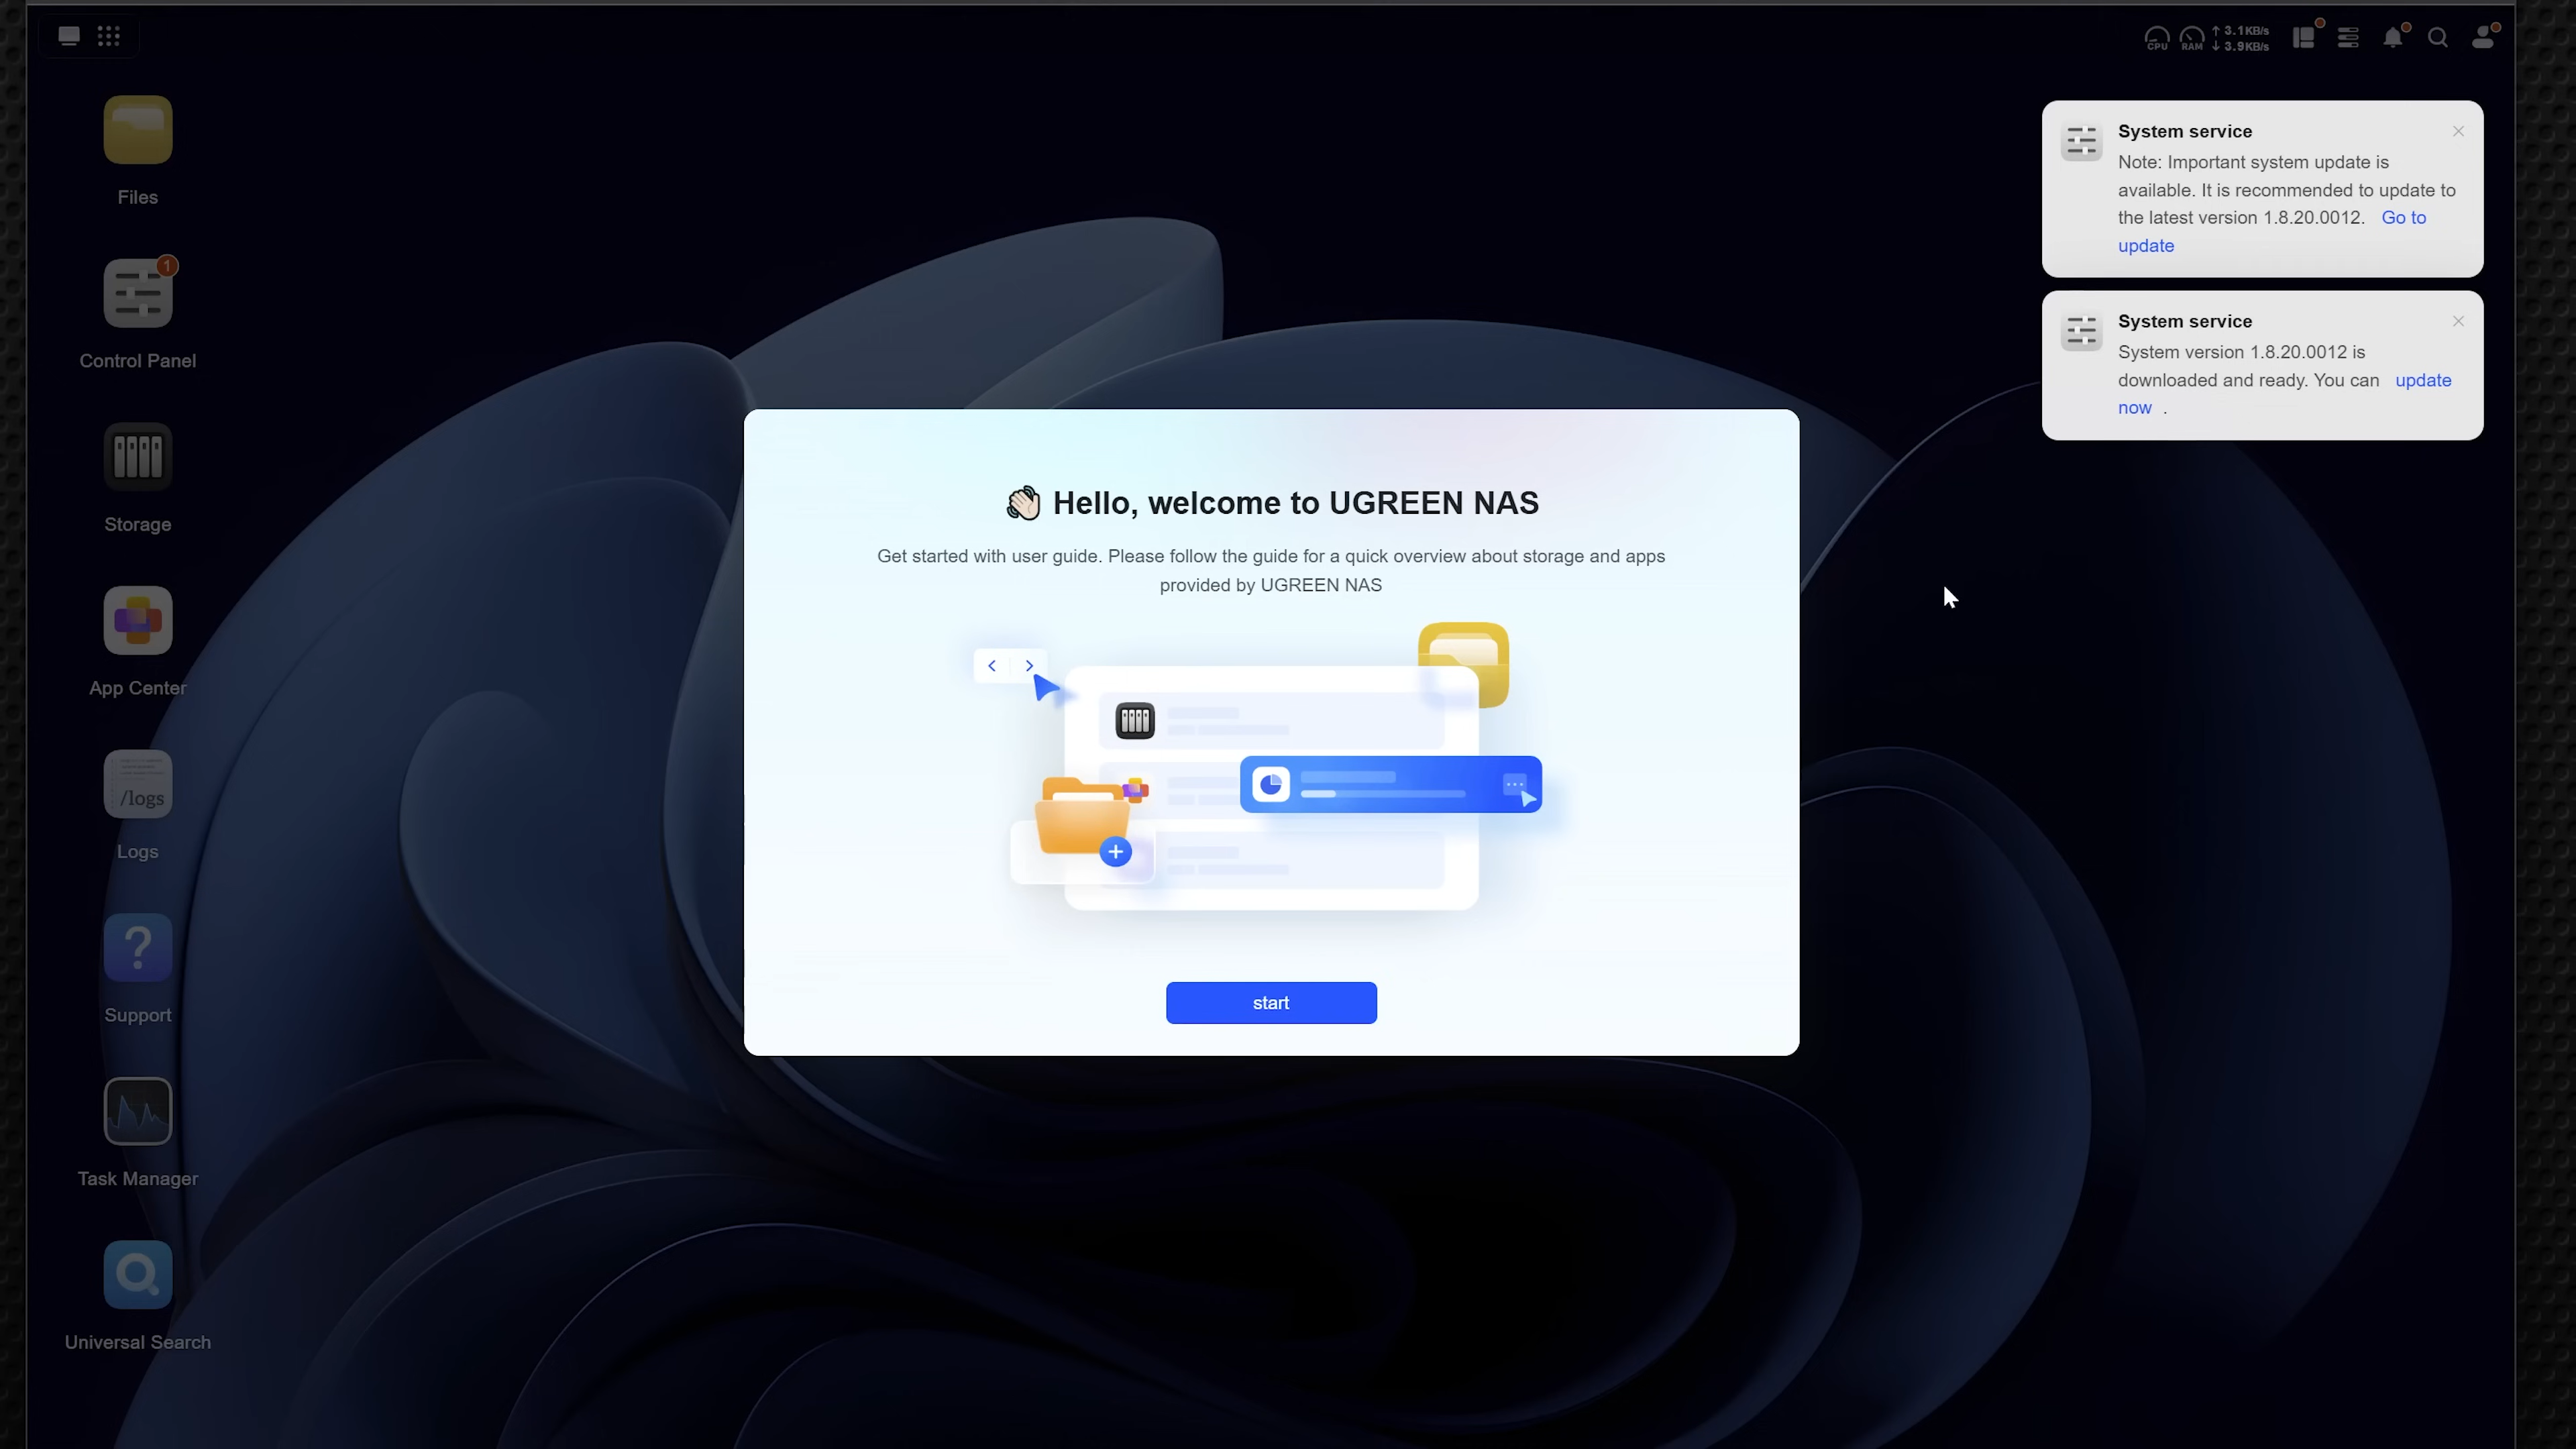 CPU
RAM
↑ 3.1KB/s
↓ 3.9KB/s
Files
1
Control Panel
Storage
App Center
/logs
Logs
Support
Task Manager
Universal Search
System service
Note: Important system update is
available. It is recommended to update to
the latest version 1.8.20.0012. Go to
update
System service
System version 1.8.20.0012 is
downloaded and ready. You can update
now .
👋🏻 Hello, welcome to UGREEN NAS
Get started with user guide. Please follow the guide for a quick overview about storage and apps
provided by UGREEN NAS
start